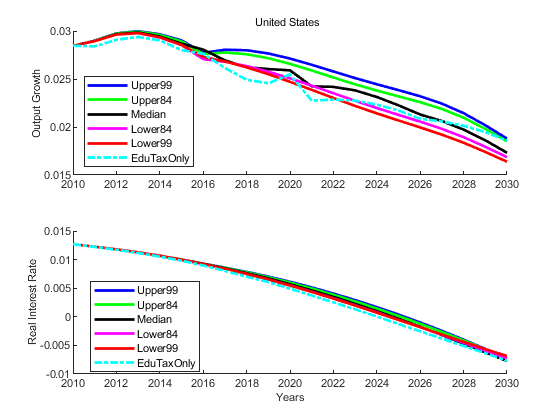 United States
0.03
0.025
0.02
0.015
Output Growth
Upper99
Upper84
Median
Lower84
Lower99
EduTaxOnly
2010 2012 2014 2016 2018 2020 2022 2024 2026 2028 2030
0.015
0.01
0.005
0
-0.005
-0.01
Real Interest Rate
Upper99
Upper84
Median
Lower84
Lower99
EduTaxOnly
2010 2012 2014 2016 2018 2020 2022 2024 2026 2028 2030
Years